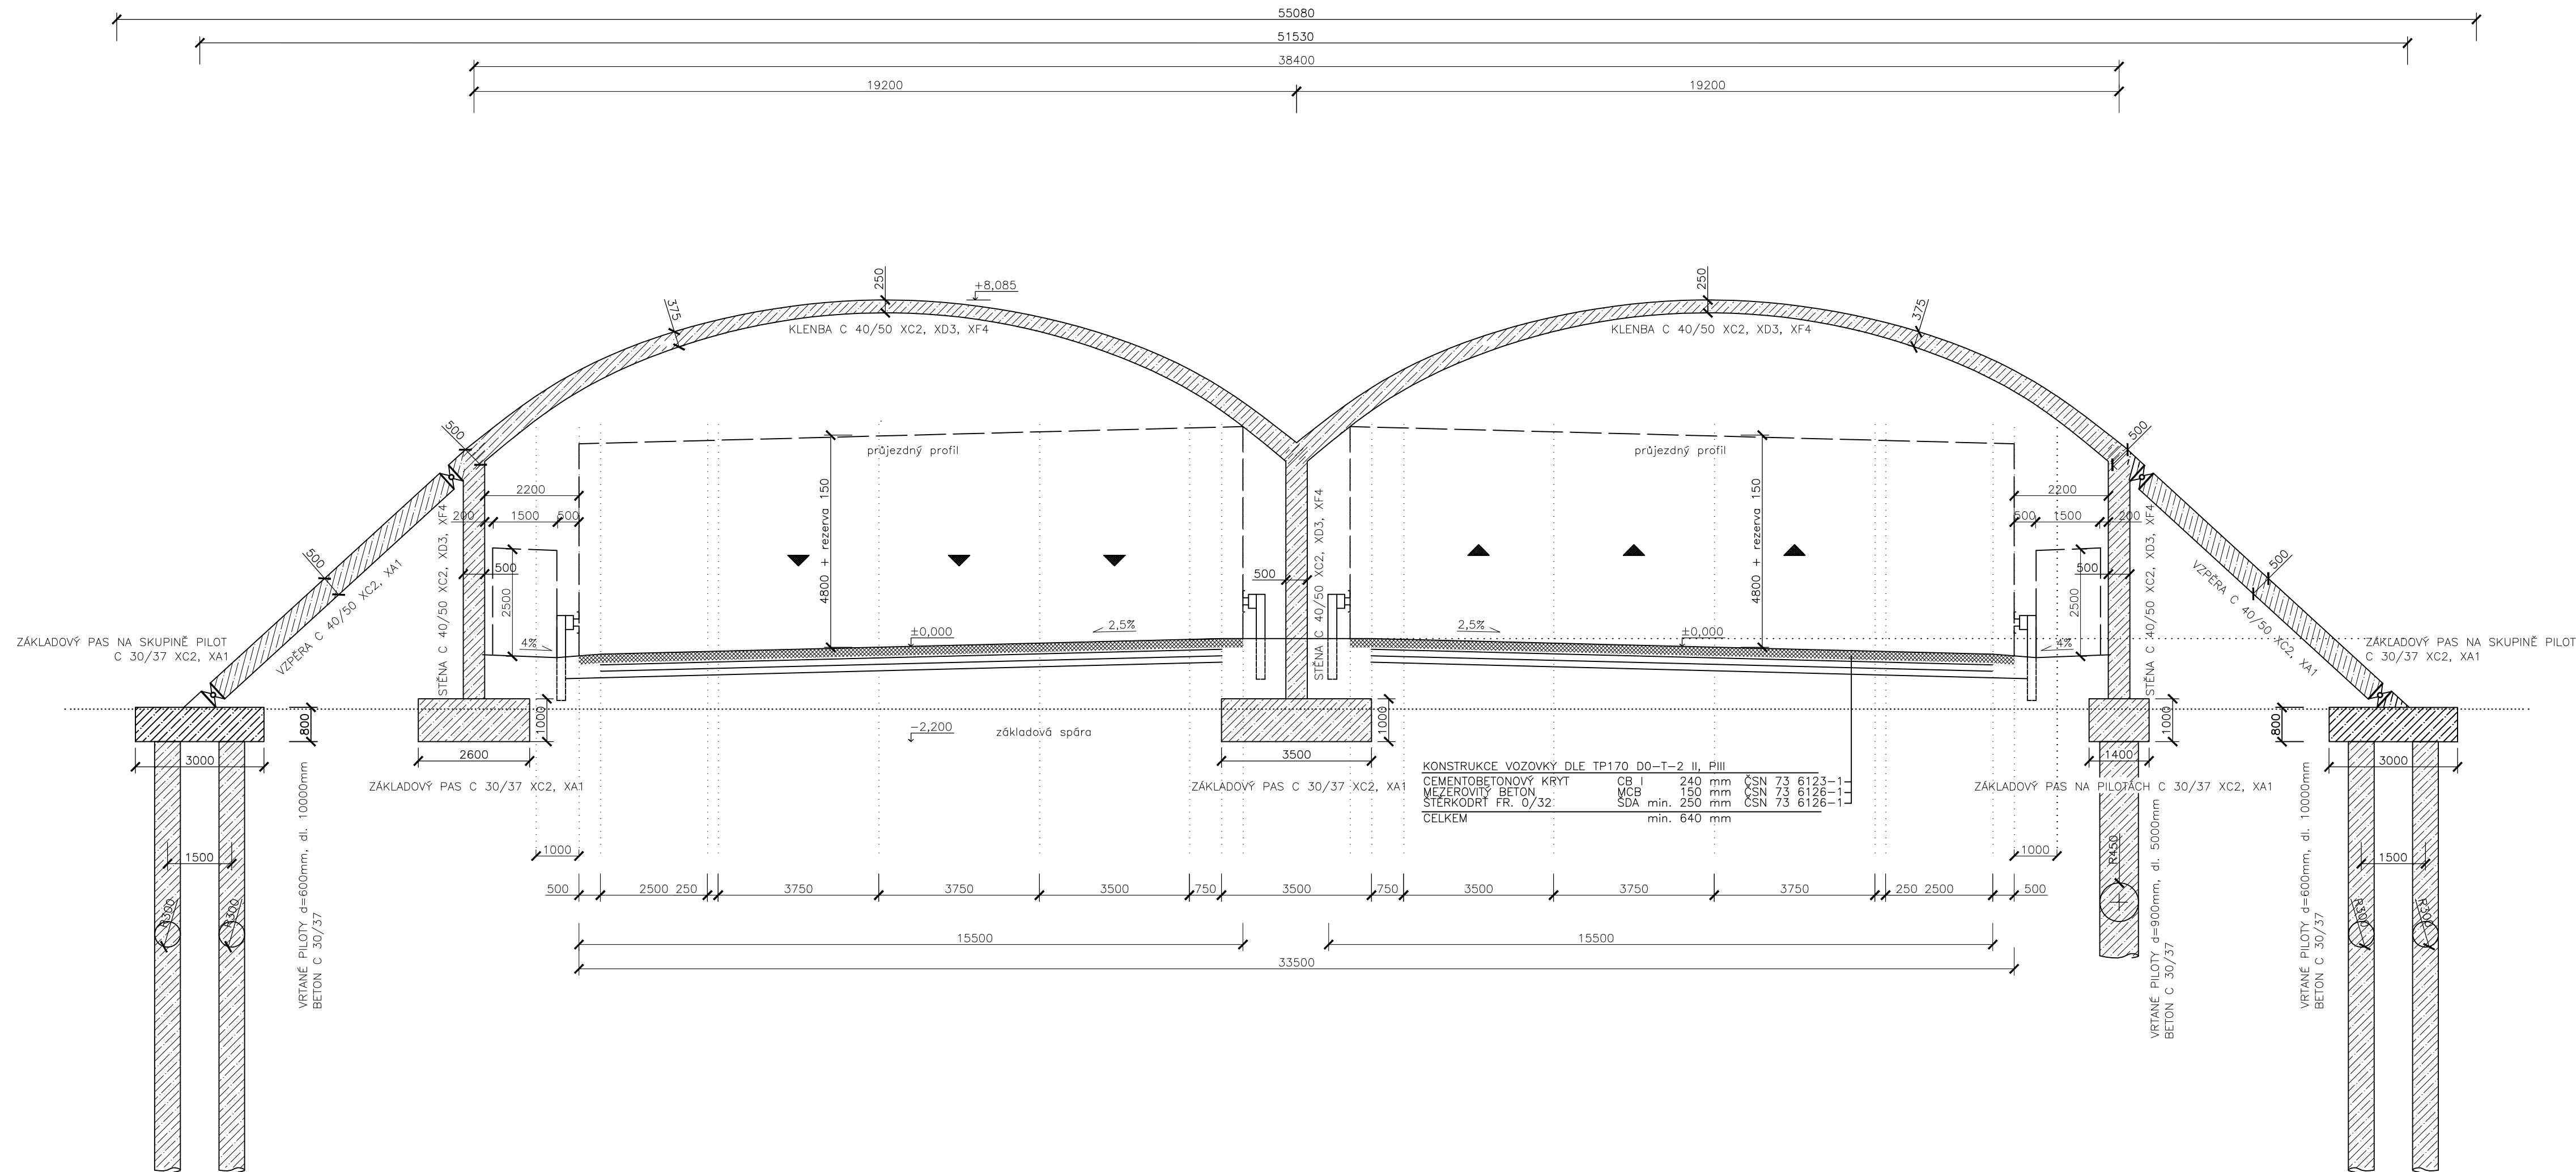 55080
51530
38400
19200
19200
250
+8,085
250
375
375
KLENBA C 40/50 XC2, XD3, XF4
KLENBA C 40/50 XC2, XD3, XF4
500
500
průjezdný profil
průjezdný profil
2200
2200
200
1500
500
500
1500
200
4800 + rezerva 150
4800 + rezerva 150
STĚNA C 40/50 XC2, XD3, XF4
STĚNA C 40/50 XC2, XD3, XF4
STĚNA C 40/50 XC2, XD3, XF4
500
500
500
500
500
2500
2500
VZPĚRA C 40/50 XC2, XA1
VZPĚRA C 40/50 XC2, XA1
4%
±0,000
2,5%
2,5%
±0,000
4%
ZÁKLADOVÝ PAS NA SKUPINĚ PILOT
C 30/37 XC2, XA1
ZÁKLADOVÝ PAS NA SKUPINĚ PILOT
C 30/37 XC2, XA1
800
1000
-2,200
základová spára
1000
1000
800
3000
2600
3500
1400
3000
ZÁKLADOVÝ PAS C 30/37 XC2, XA1
ZÁKLADOVÝ PAS C 30/37 XC2, XA1
ZÁKLADOVÝ PAS NA PILOTÁCH C 30/37 XC2, XA1
KONSTRUKCE VOZOVKY DLE TP170 D0-T-2 II, PIII
CEMENTOBETONOVÝ KRYT CB I 240 mm ČSN 73 6123-1
MEZEROVITÝ BETON MCB 150 mm ČSN 73 6126-1
ŠTĚRKODRŤ FR. 0/32 ŠDA min. 250 mm ČSN 73 6126-1
CELKEM min. 640 mm
VRTANÉ PILOTY d=600mm, dl. 10000mm
BETON C 30/37
VRTANÉ PILOTY d=900mm, dl. 5000mm
BETON C 30/37
VRTANÉ PILOTY d=600mm, dl. 10000mm
BETON C 30/37
1500
1000
1000
1500
R450
500 2500 250 3750 3750 3500 750 3500 750 3500 3750 3750 250 2500 500
R300
R300
R300
R300
15500
15500
33500